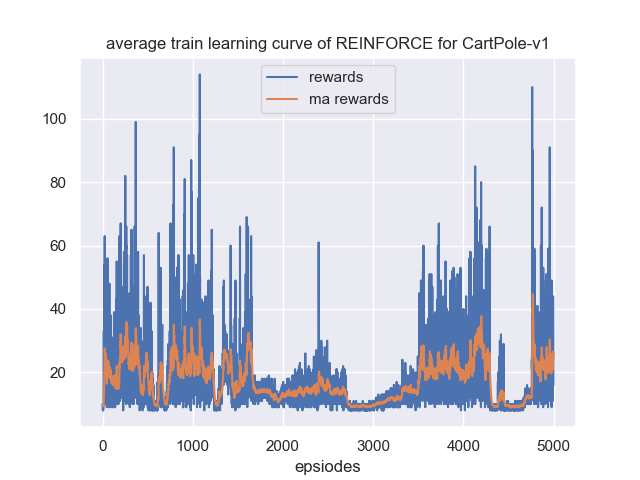 average train learning curve of REINFORCE for CartPole-v1
rewards
ma rewards
100
80
60
40
20
0 1000 2000 3000 4000 5000
epsiodes